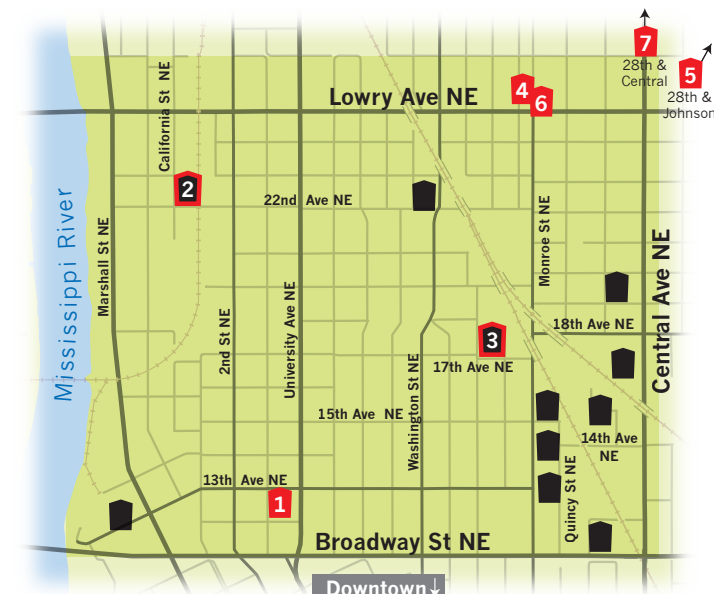 7
28th &
Central
5
28th &
Johnson
4
6
Lowry Ave NE
California St NE
2
22nd Ave NE
Mississippi River
Marshall St NE
Monroe St NE
Central Ave NE
2nd St NE
University Ave NE
18th Ave NE
3
17th Ave NE
Washington St NE
15th Ave NE
14th Ave
NE
Quincy St NE
13th Ave NE
1
Broadway St NE
Downtown↓